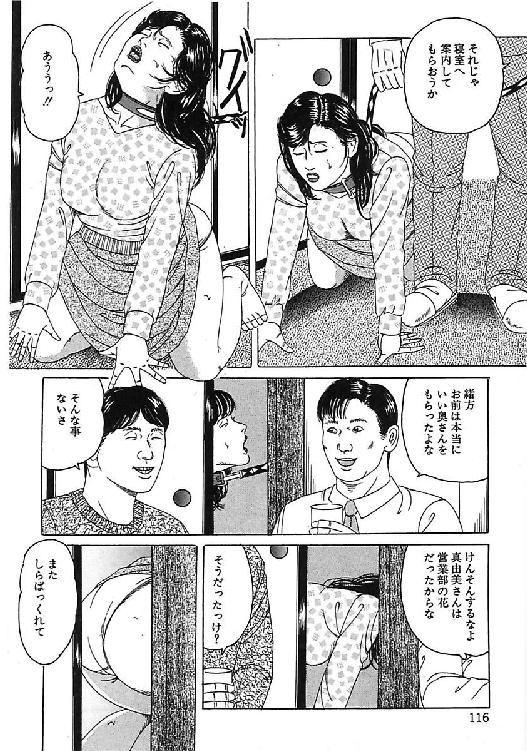 それじゃ
寝室へ
案内して
もらおうか
グイッ
あううっ!!
緒方
お前は本当に
いい奥さんを
もらったよな
そんな事
ないさ
けんそんするなよ
真由美さんは
営業部の花
だったからな
そうだったっけ?
また
しらばっくれて
116